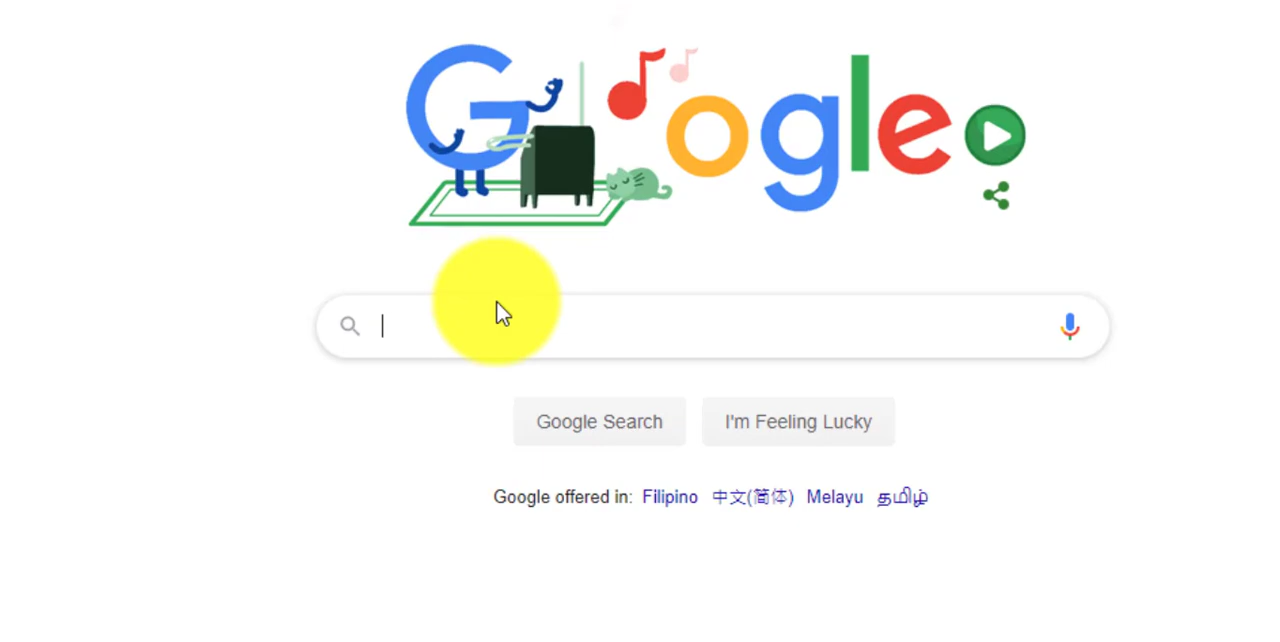 Google
Google Search I'm Feeling Lucky
Google offered in: Filipino 中文(简体) Melayu தமிழ்